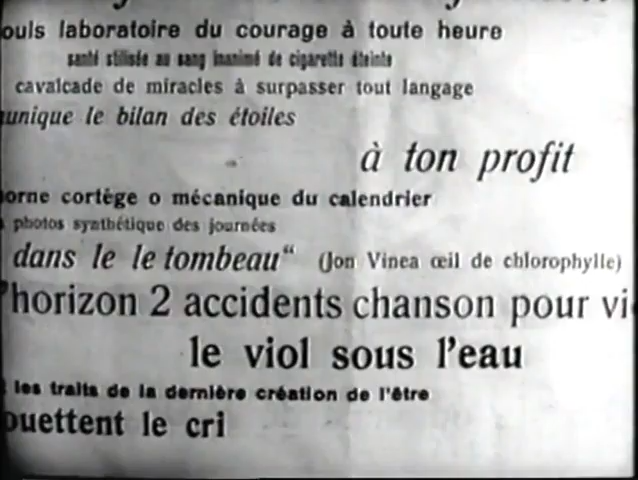 ouls laboratoire du courage à toute heure
santé stilisée au sang inanimé de cigarette éteinte
cavalcade de miracles à surpasser tout langage
unique le bilan des étoiles
à ton profit
orne cortège o mécanique du calendrier
photos synthétique des journées
dans le le tombeau“ (Jon Vinea œil de chlorophylle)
l'horizon 2 accidents chanson pour vi
le viol sous l'eau
les traits de la dernière création de l'être
ouettent le cri